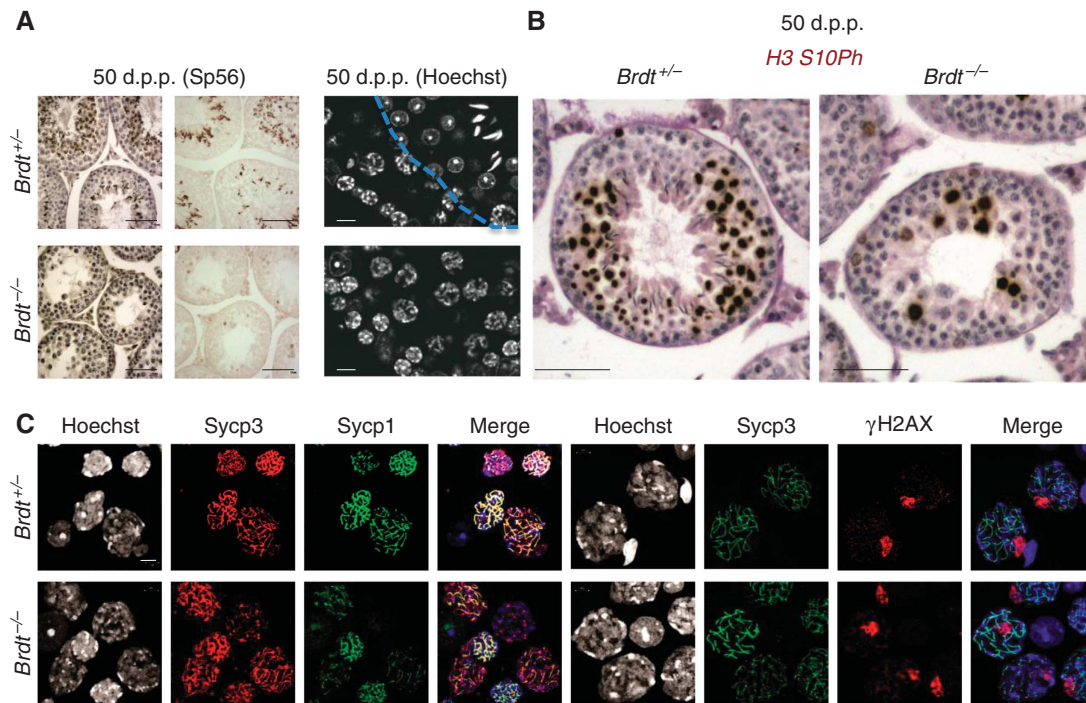 A
50 d.p.p. (Sp56)
50 d.p.p. (Hoechst)
Brdt+/–
Brdt–/–
B
50 d.p.p.
H3 S10Ph
Brdt+/–
Brdt–/–
C
Hoechst
Sycp3
Sycp1
Merge
Hoechst
Sycp3
γH2AX
Merge
Brdt+/–
Brdt–/–